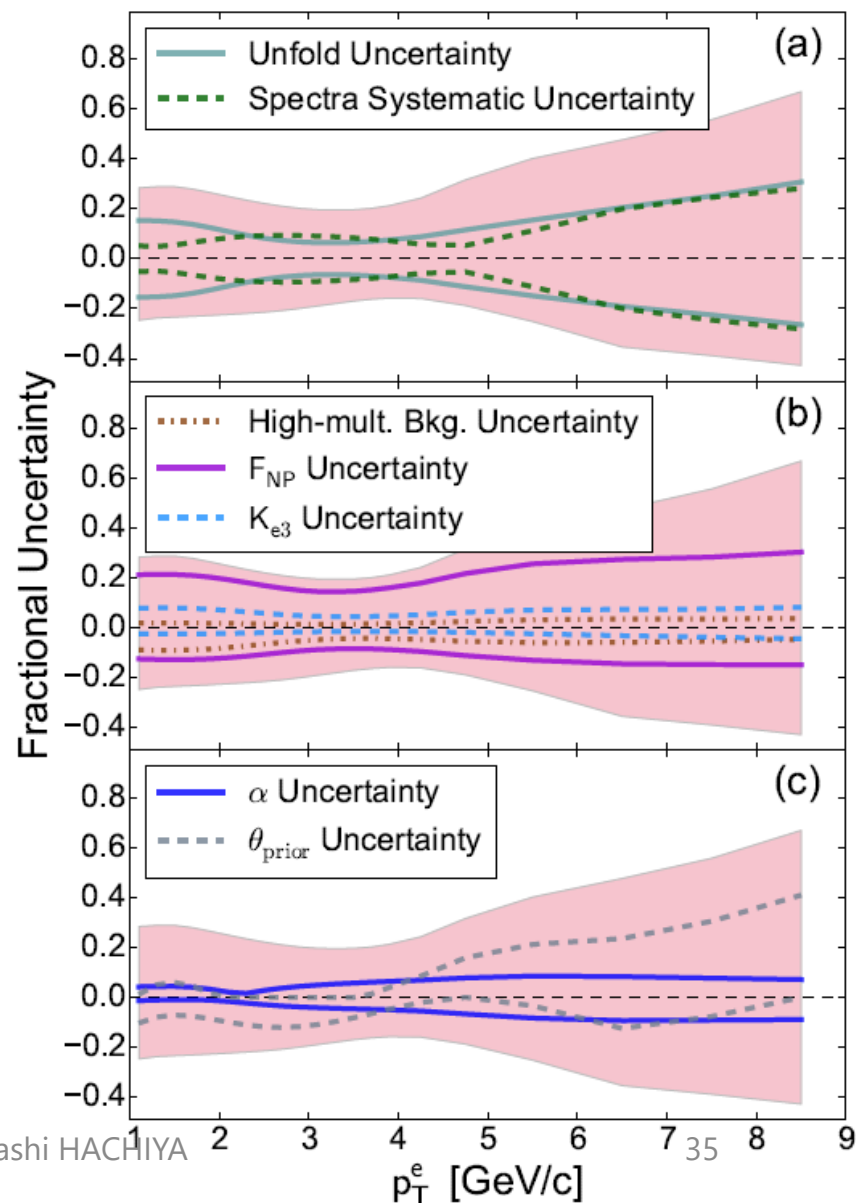 (a)
Unfold Uncertainty
Spectra Systematic Uncertainty
0.8
0.6
0.4
0.2
0.0
−0.2
−0.4
(b)
High-mult. Bkg. Uncertainty
F_NP Uncertainty
K_e3 Uncertainty
0.8
0.6
0.4
0.2
0.0
−0.2
−0.4
Fractional Uncertainty
(c)
α Uncertainty
θ_prior Uncertainty
0.8
0.6
0.4
0.2
0.0
−0.2
−0.4
1 2 3 4 5 6 7 8 9
ashi HACHIYA 35
p_T^e [GeV/c]